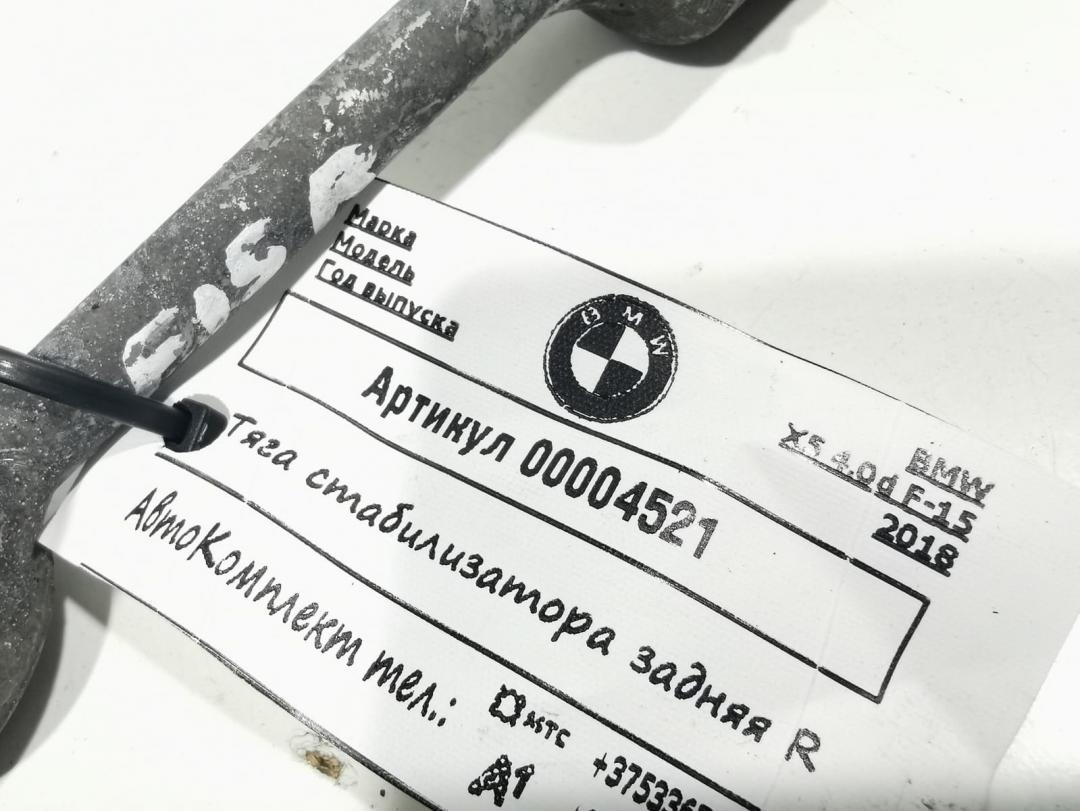 Марка
Модель
Год выпуска
BMW
BMW
X5 4.0d F-15
2018
Артикул 00004521
Тяга стабилизатора задняя R
АвтоКомплект тел.:
мтс
A1